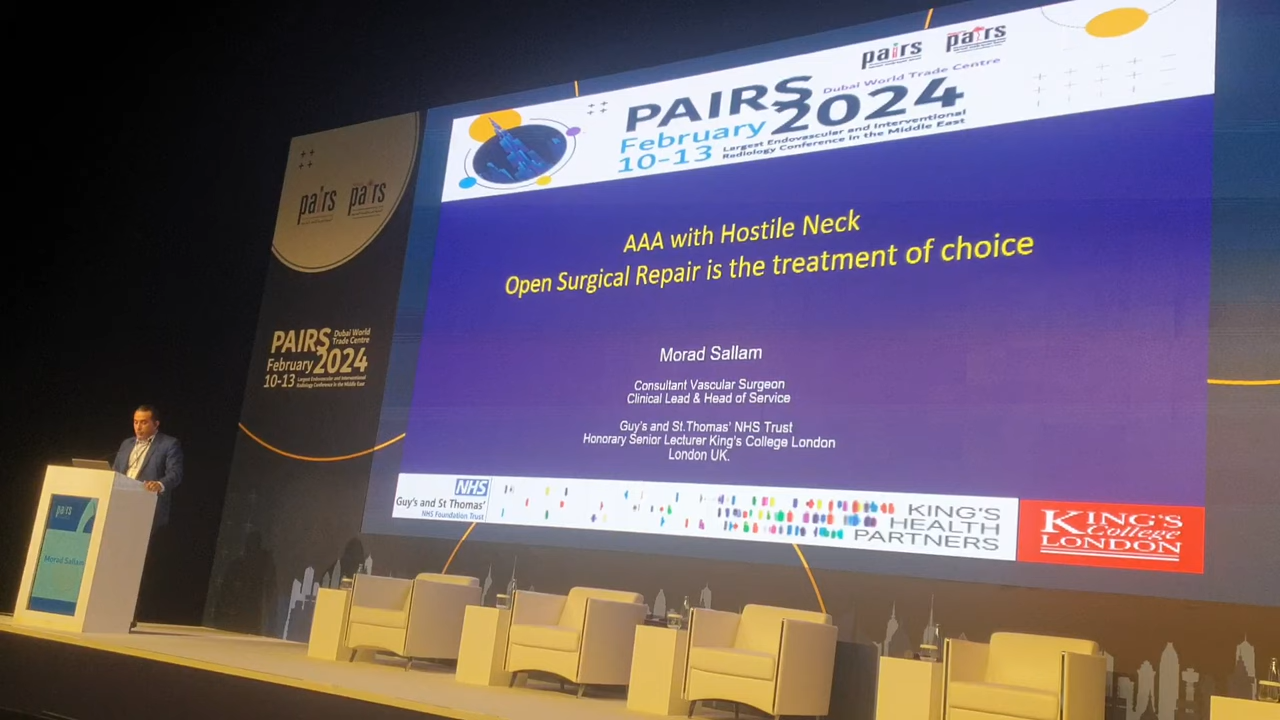 pairs
pairs
PAIRS
2024
Dubai World Trade Centre
February
10-13
Largest Endovascular and Interventional
Radiology Conference in the Middle East
AAA with Hostile Neck
Open Surgical Repair is the treatment of choice
Morad Sallam
Consultant Vascular Surgeon
Clinical Lead & Head of Service
Guy's and St.Thomas' NHS Trust
Honorary Senior Lecturer King's College London
London UK.
NHS
Guy's and St Thomas'
NHS Foundation Trust
KING'S
HEALTH
PARTNERS
KING'S
College
LONDON
pairs
pairs
PAIRS
Dubai World
Trade Centre
February
2024
10-13
Largest Endovascular and Interventional
Radiology Conference in the Middle East
pairs
Morad Sallam